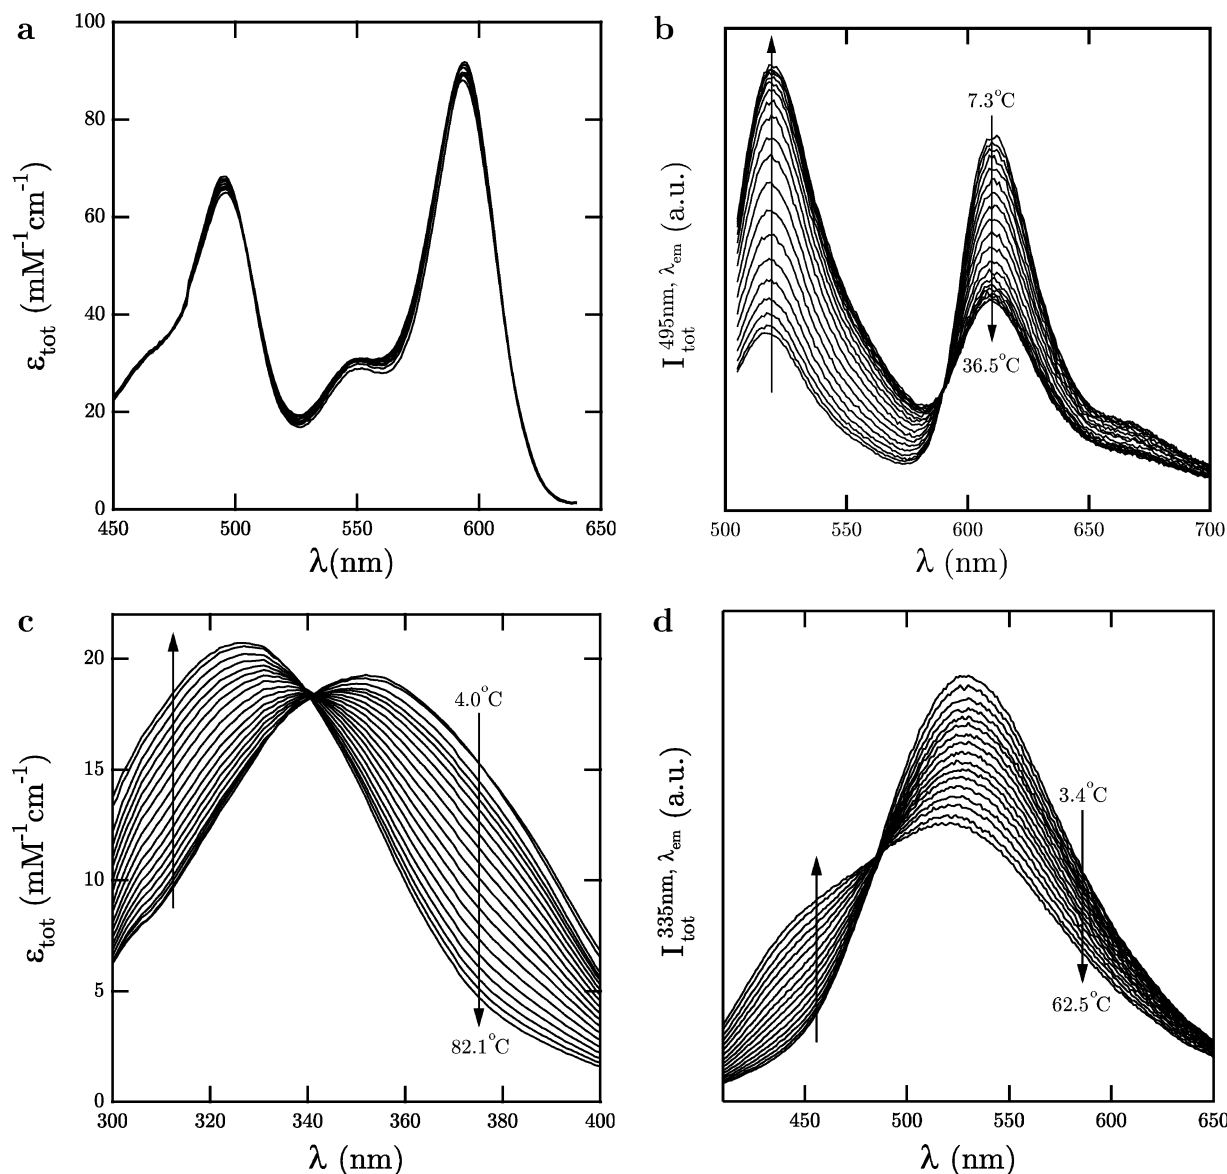 a
100
80
60
40
20
0
ε_tot (mM⁻¹cm⁻¹)
450 500 550 600 650
λ(nm)
b
7.3°C
36.5°C
I_tot^495nm, λ_em (a.u.)
500 550 600 650 700
λ (nm)
c
20
15
10
5
0
4.0°C
82.1°C
ε_tot (mM⁻¹cm⁻¹)
300 320 340 360 380 400
λ (nm)
d
3.4°C
62.5°C
I_tot^335nm, λ_em (a.u.)
450 500 550 600 650
λ (nm)